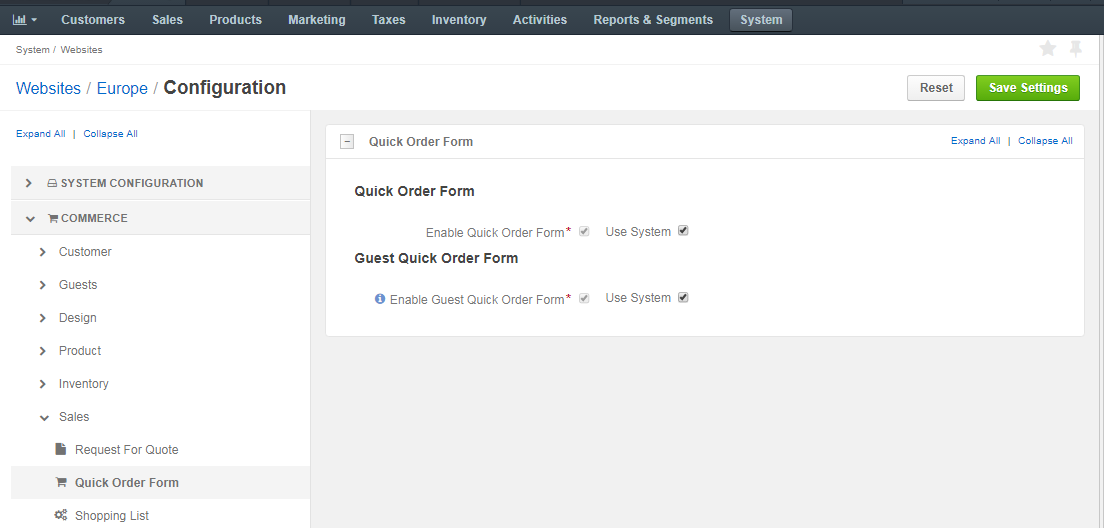 Customers Sales Products Marketing Taxes Inventory Activities Reports & Segments System
System / Websites
Websites / Europe / Configuration Reset Save Settings
Expand All | Collapse All
SYSTEM CONFIGURATION
COMMERCE
Customer
Guests
Design
Product
Inventory
Sales
Request For Quote
Quick Order Form
Shopping List
Quick Order Form Expand All | Collapse All
Quick Order Form
Enable Quick Order Form* Use System
Guest Quick Order Form
Enable Guest Quick Order Form* Use System